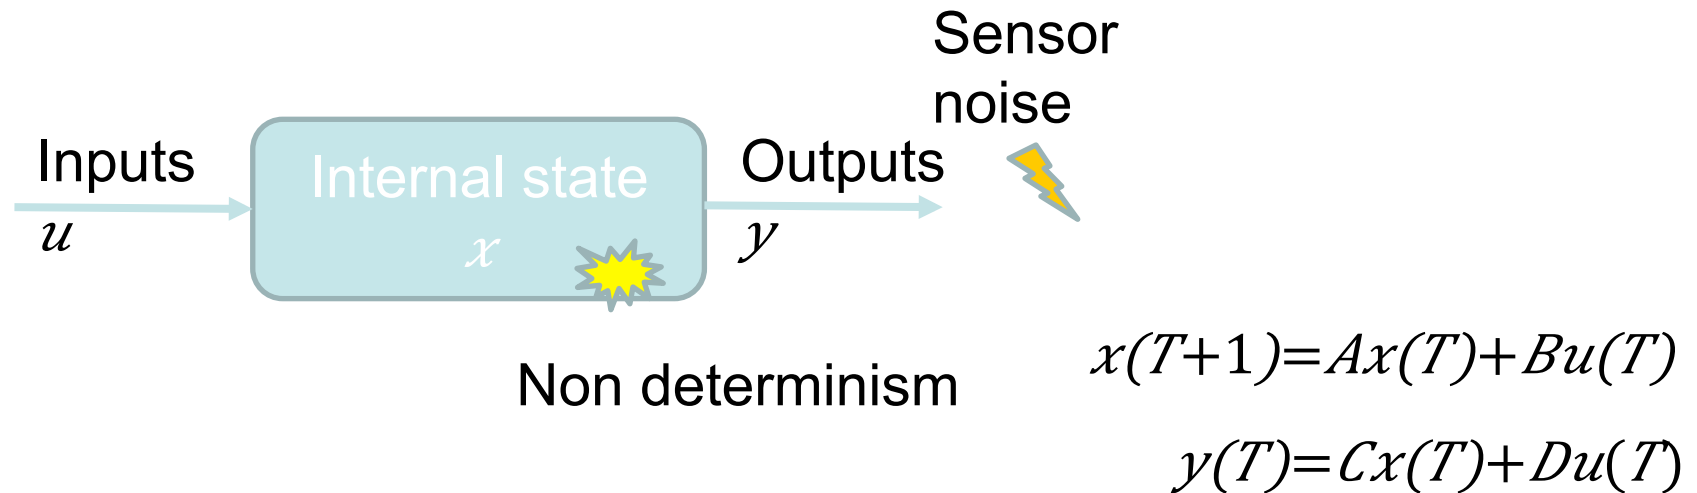 Sensor
noise
Inputs
Internal state
Outputs
u
x
y
Non determinism
x(T+1)=Ax(T)+Bu(T)
y(T)=Cx(T)+Du(T)